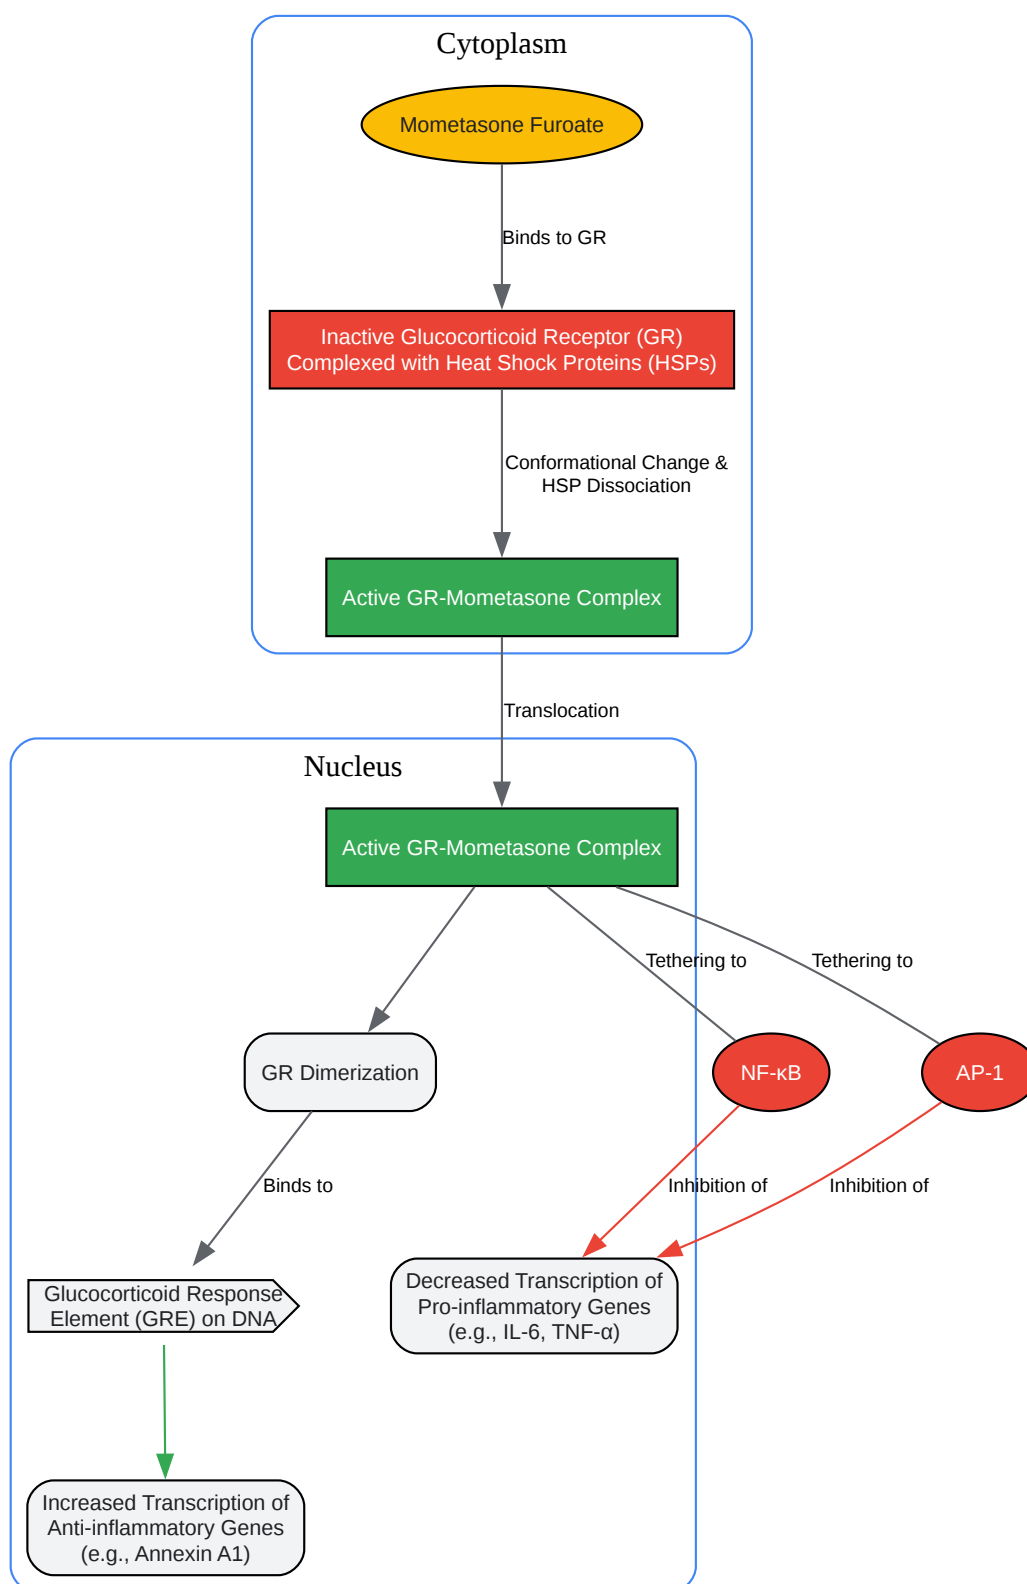 Cytoplasm
Mometasone Furoate
Binds to GR
Inactive Glucocorticoid Receptor (GR)
Complexed with Heat Shock Proteins (HSPs)
Conformational Change &
HSP Dissociation
Active GR-Mometasone Complex
Translocation
Nucleus
Active GR-Mometasone Complex
Tethering to
Tethering to
GR Dimerization
NF-κB
AP-1
Binds to
Inhibition of
Inhibition of
Glucocorticoid Response
Element (GRE) on DNA
Decreased Transcription of
Pro-inflammatory Genes
(e.g., IL-6, TNF-α)
Increased Transcription of
Anti-inflammatory Genes
(e.g., Annexin A1)